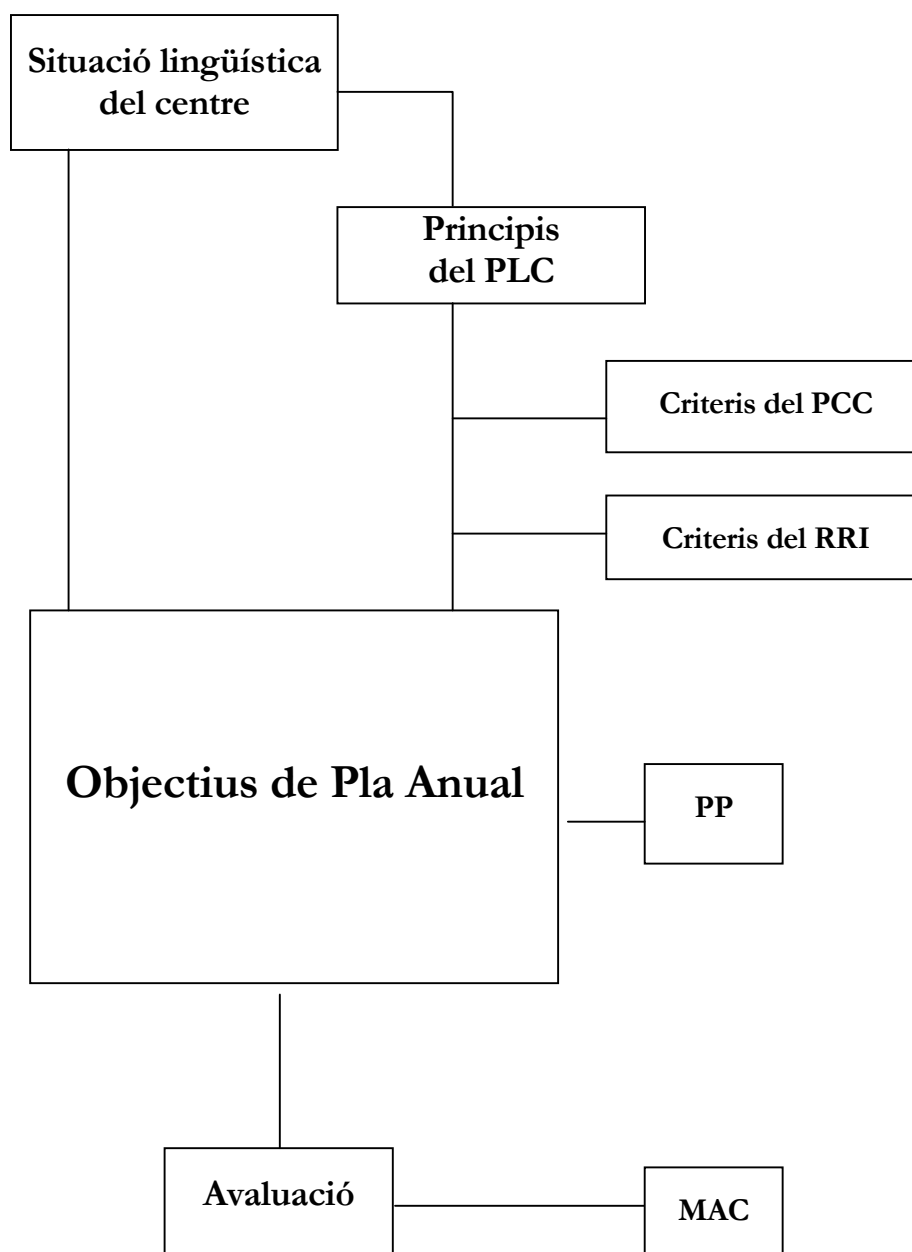 Situació lingüística
del centre
Principis
del PLC
Criteris del PCC
Criteris del RRI
Objectius de Pla Anual
PP
Avaluació
MAC